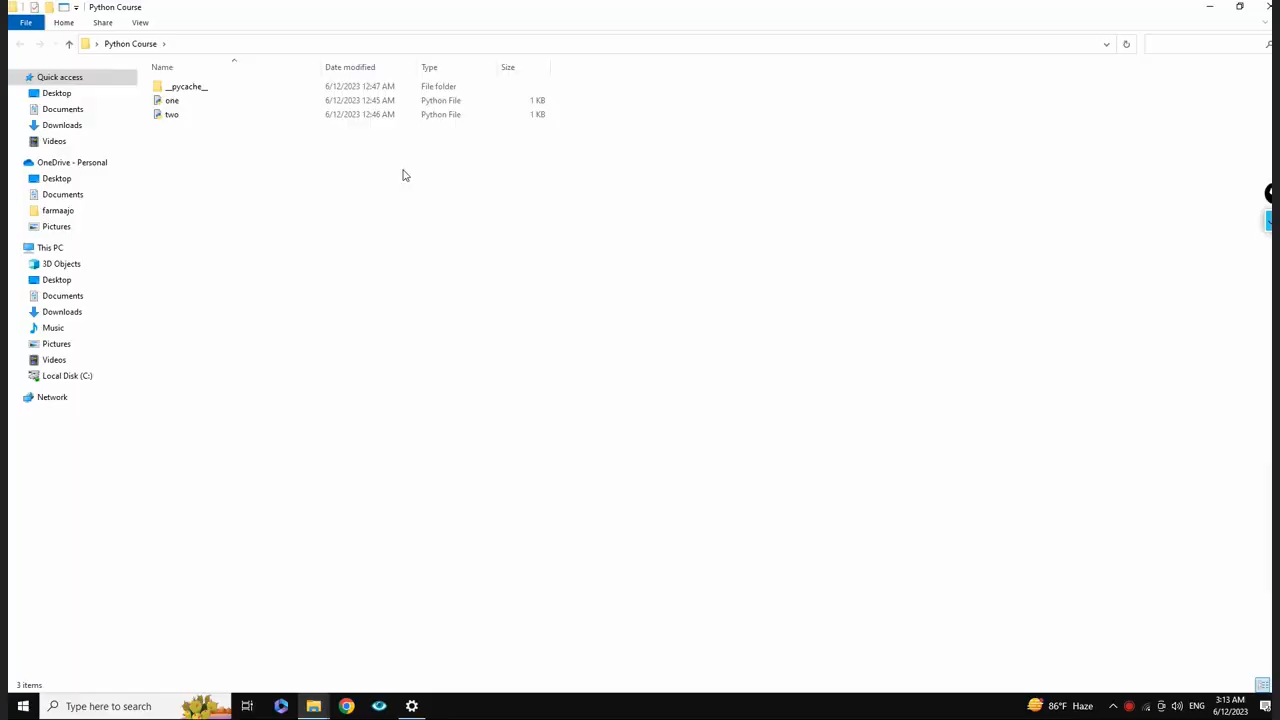 Python Course
File Home Share View
Python Course
Name Date modified Type Size
__pycache__ 6/12/2023 12:47 AM File folder
one 6/12/2023 12:45 AM Python File 1 KB
two 6/12/2023 12:46 AM Python File 1 KB
Quick access
Desktop
Documents
Downloads
Videos
OneDrive - Personal
Desktop
Documents
farmaajo
Pictures
This PC
3D Objects
Desktop
Documents
Downloads
Music
Pictures
Videos
Local Disk (C:)
Network
3 items
Type here to search
86°F Haze
ENG
3:13 AM
6/12/2023